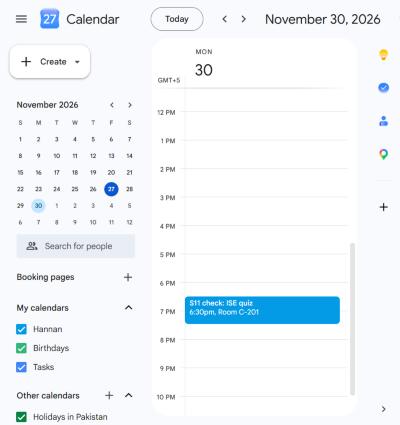 27 Calendar Today November 30, 2026
Create
MON
30
GMT+5
November 2026
S M T W T F S
1 2 3 4 5 6 7
8 9 10 11 12 13 14
15 16 17 18 19 20 21
22 23 24 25 26 27 28
29 30 1 2 3 4 5
6 7 8 9 10 11 12
Search for people
Booking pages
My calendars
Hannan
Birthdays
Tasks
Other calendars
Holidays in Pakistan
12 PM
1 PM
2 PM
3 PM
4 PM
5 PM
6 PM
S11 check: ISE quiz
6:30pm, Room C-201
7 PM
8 PM
9 PM
10 PM